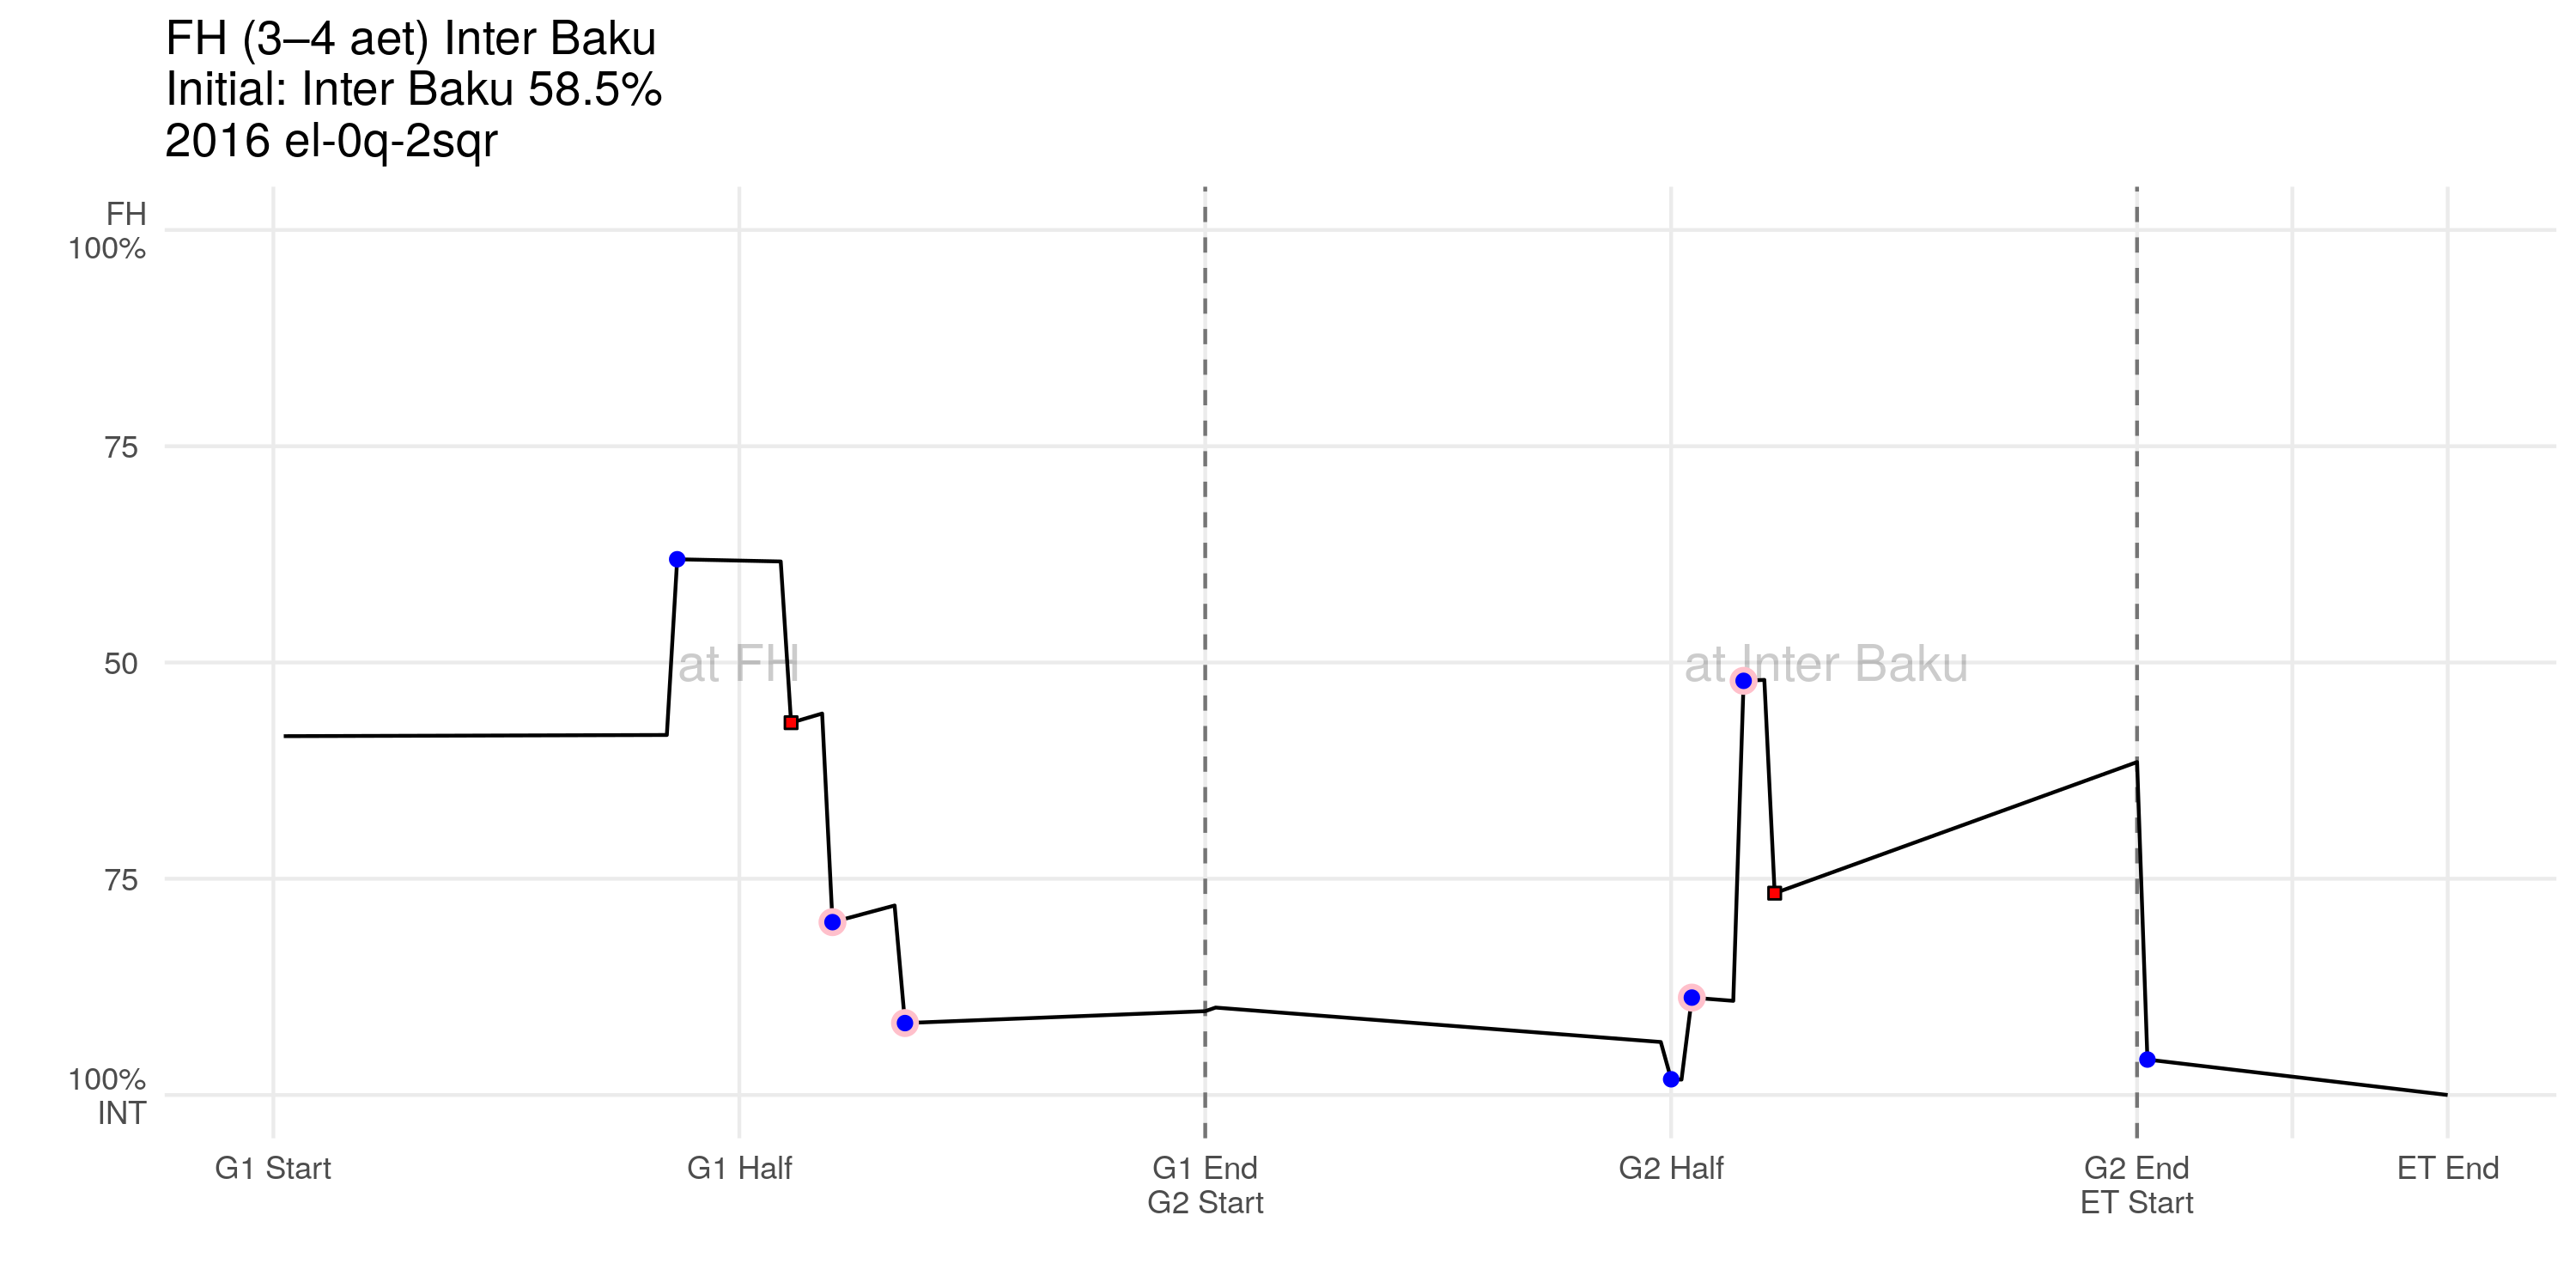 FH (3–4 aet) Inter Baku
Initial: Inter Baku 58.5%
2016 el-0q-2sqr
FH
100%
75
50
75
100%
INT
at FH
at Inter Baku
G1 Start
G1 Half
G1 End
G2 Start
G2 Half
G2 End
ET Start
ET End